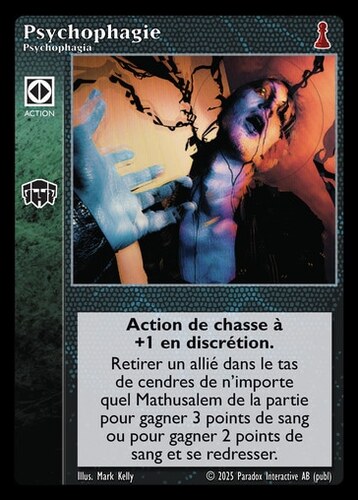 Psychophagie
Psychophagia
ACTION
Action de chasse à
+1 en discrétion.
Retirer un allié dans le tas
de cendres de n'importe
quel Mathusalem de la partie
pour gagner 3 points de sang
ou pour gagner 2 points de
sang et se redresser.
Illus. Mark Kelly © 2025 Paradox Interactive AB (publ)